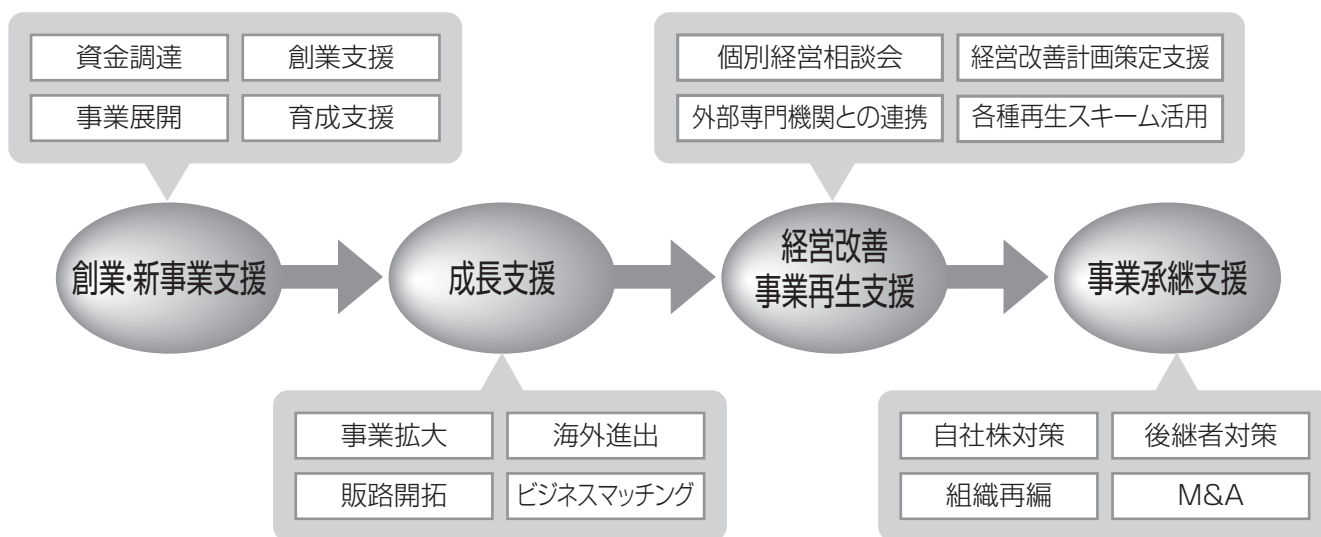 資金調達
創業支援
事業展開
育成支援
個別経営相談会
経営改善計画策定支援
外部専門機関との連携
各種再生スキーム活用
創業・新事業支援
成長支援
経営改善
事業再生支援
事業承継支援
事業拡大
海外進出
販路開拓
ビジネスマッチング
自社株対策
後継者対策
組織再編
M&A